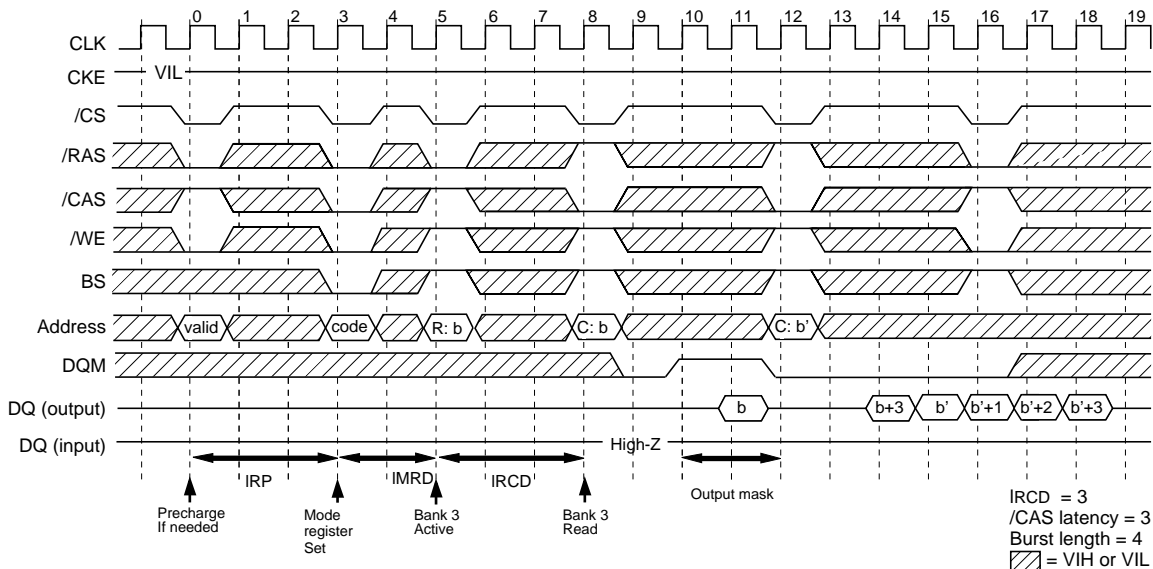 0 1 2 3 4 5 6 7 8 9 10 11 12 13 14 15 16 17 18 19
CLK
CKE VIL
/CS
/RAS
/CAS
/WE
BS
Address valid code R: b C: b C: b’
DQM
DQ (output) b b+3 b’ b’+1 b’+2 b’+3
DQ (input) High-Z
lRP lMRD lRCD Output mask
Precharge
If needed
Mode
register
Set
Bank 3
Active
Bank 3
Read
lRCD = 3
/CAS latency = 3
Burst length = 4
= VIH or VIL